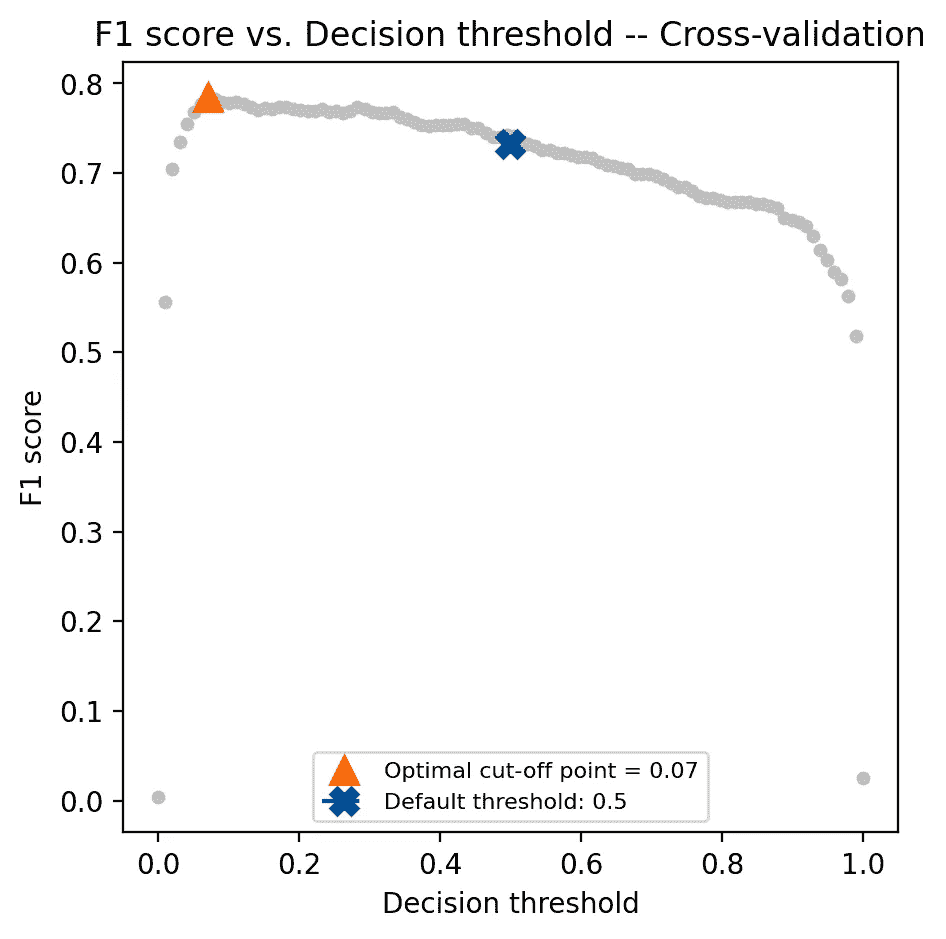 F1 score vs. Decision threshold -- Cross-validation
0.8
0.7
0.6
0.5
0.4
0.3
0.2
0.1
0.0
F1 score
Optimal cut-off point = 0.07
Default threshold: 0.5
0.0 0.2 0.4 0.6 0.8 1.0
Decision threshold